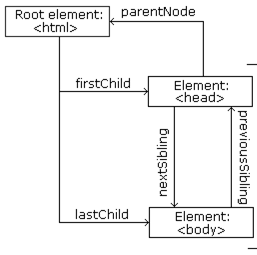 Root element:
<html>
parentNode
firstChild
Element:
<head>
nextSibling
previousSibling
lastChild
Element:
<body>